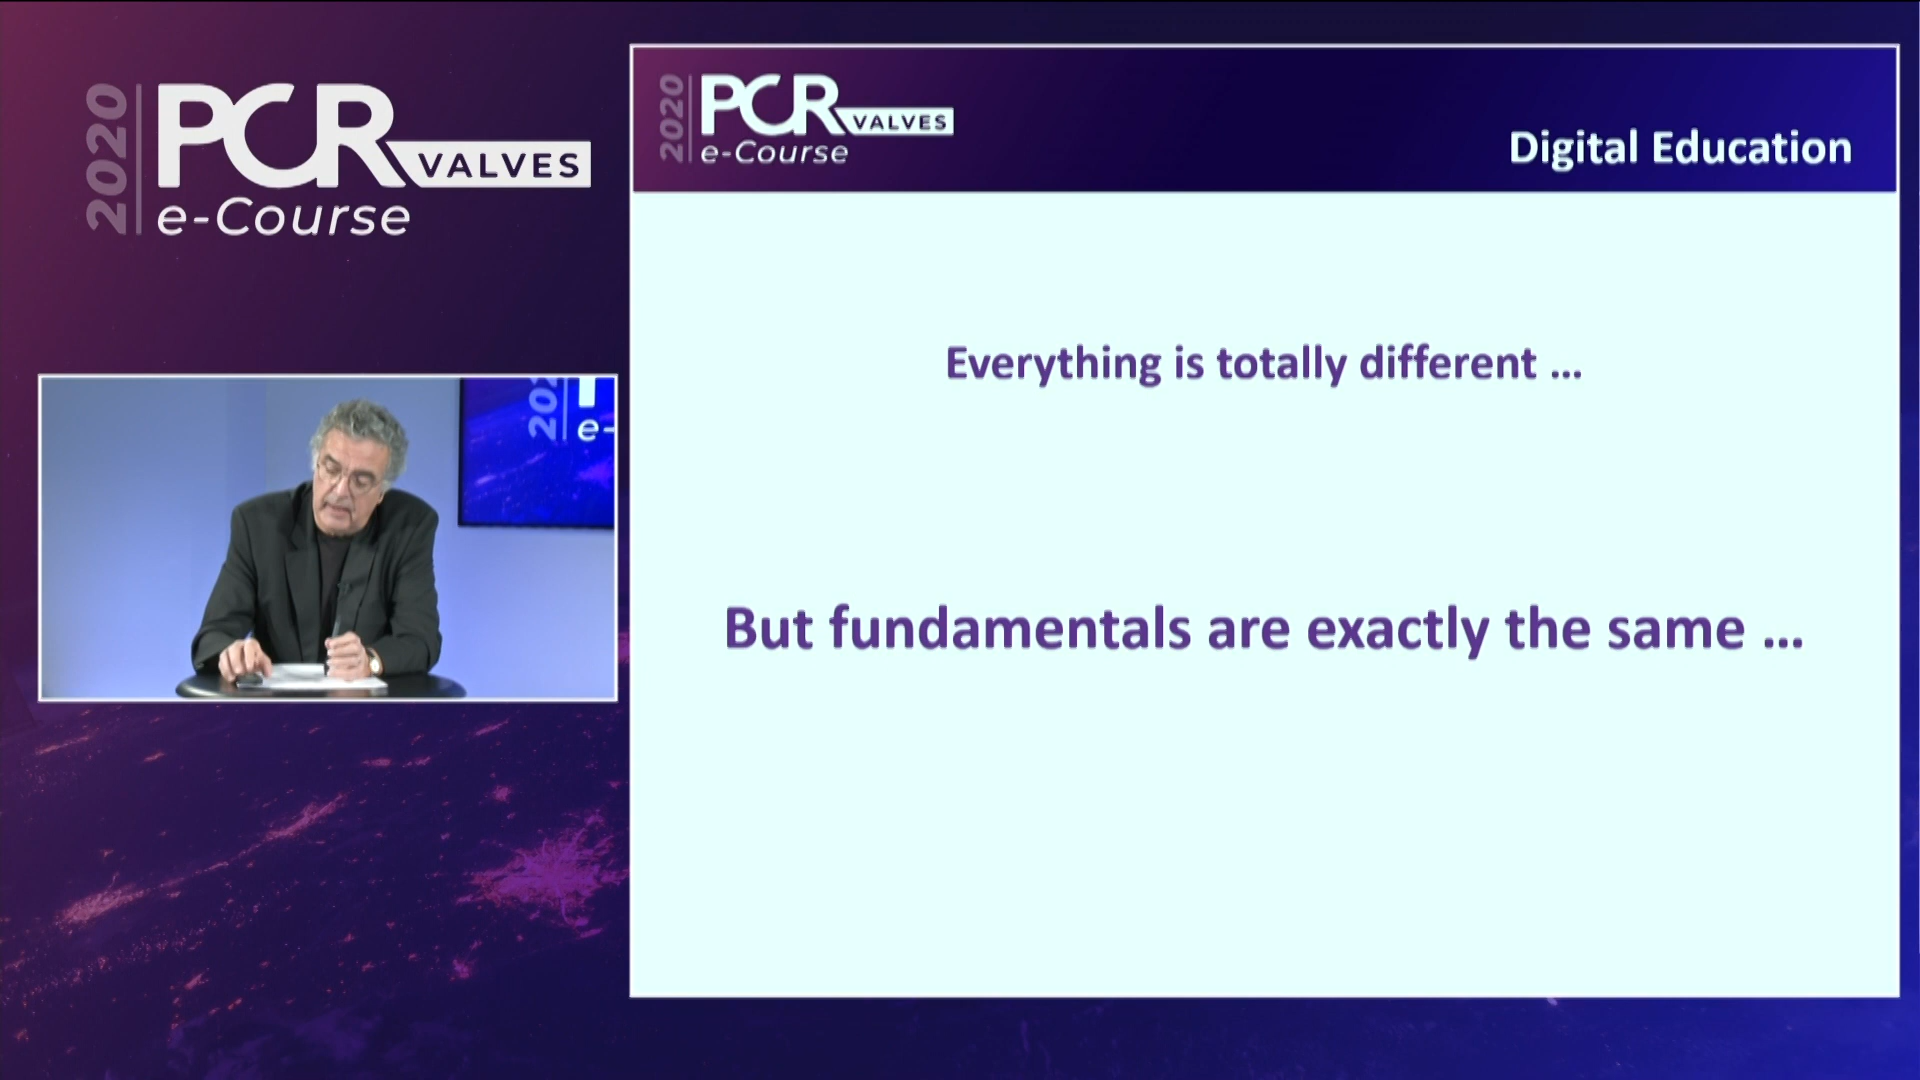 2020
PCR
VALVES
e-Course
202
e-
2020
PCR
VALVES
e-Course
Digital Education
Everything is totally different ...
But fundamentals are exactly the same ...